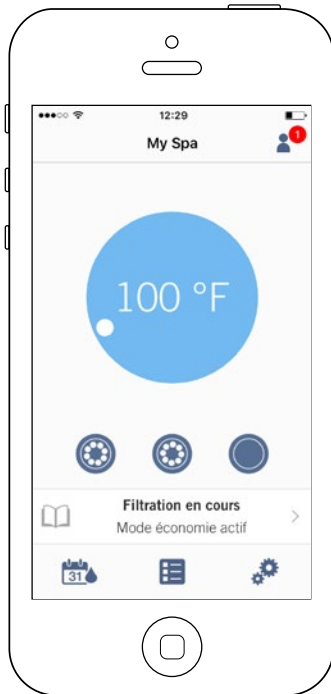 12:29
My Spa
1
100 °F
Filtration en cours
Mode économie actif
31